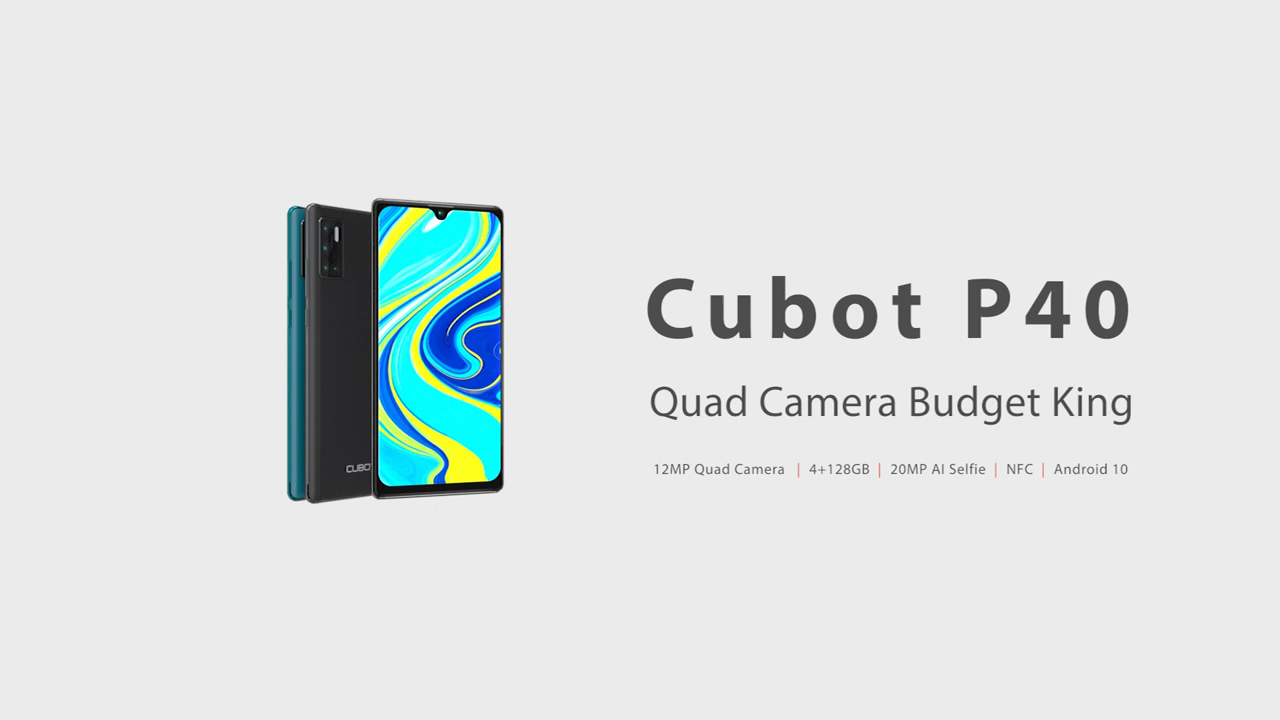 CUBOT
Cubot P40
Quad Camera Budget King
12MP Quad Camera | 4+128GB | 20MP AI Selfie | NFC | Android 10